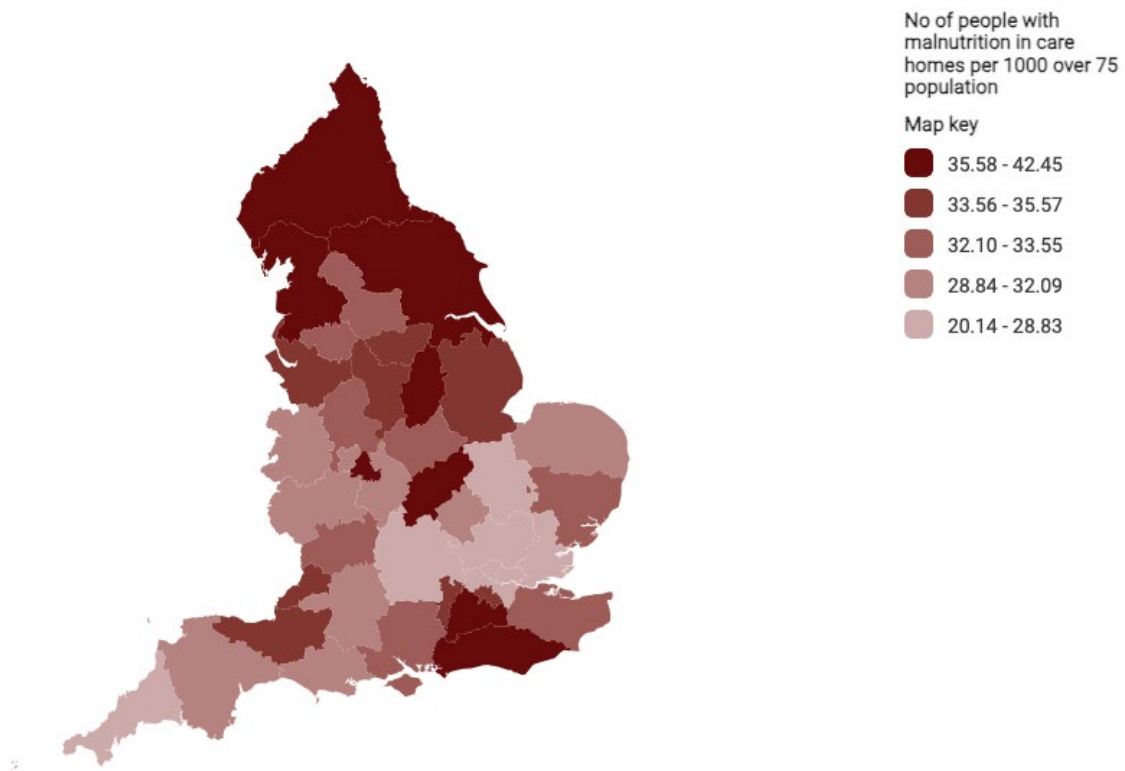 No of people with
malnutrition in care
homes per 1000 over 75
population
Map key
35.58 - 42.45
33.56 - 35.57
32.10 - 33.55
28.84 - 32.09
20.14 - 28.83